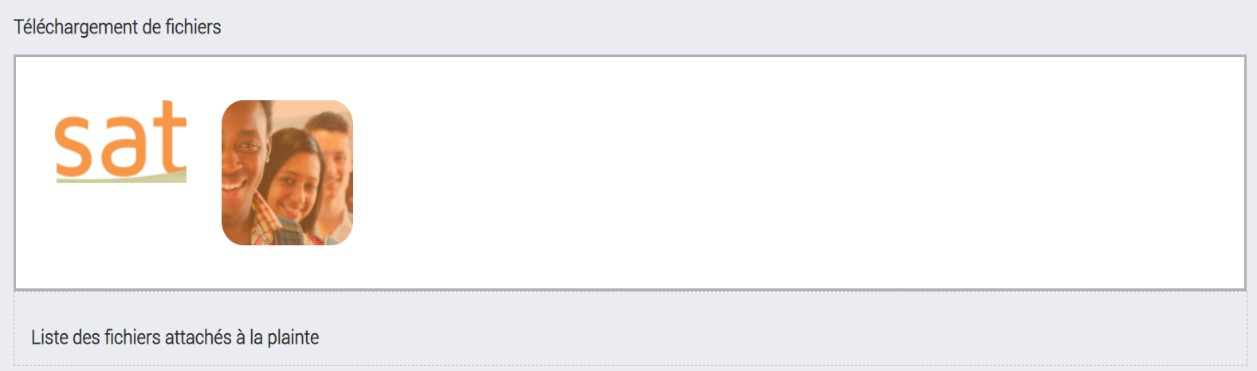 Téléchargement de fichiers
sat
Liste des fichiers attachés à la plainte